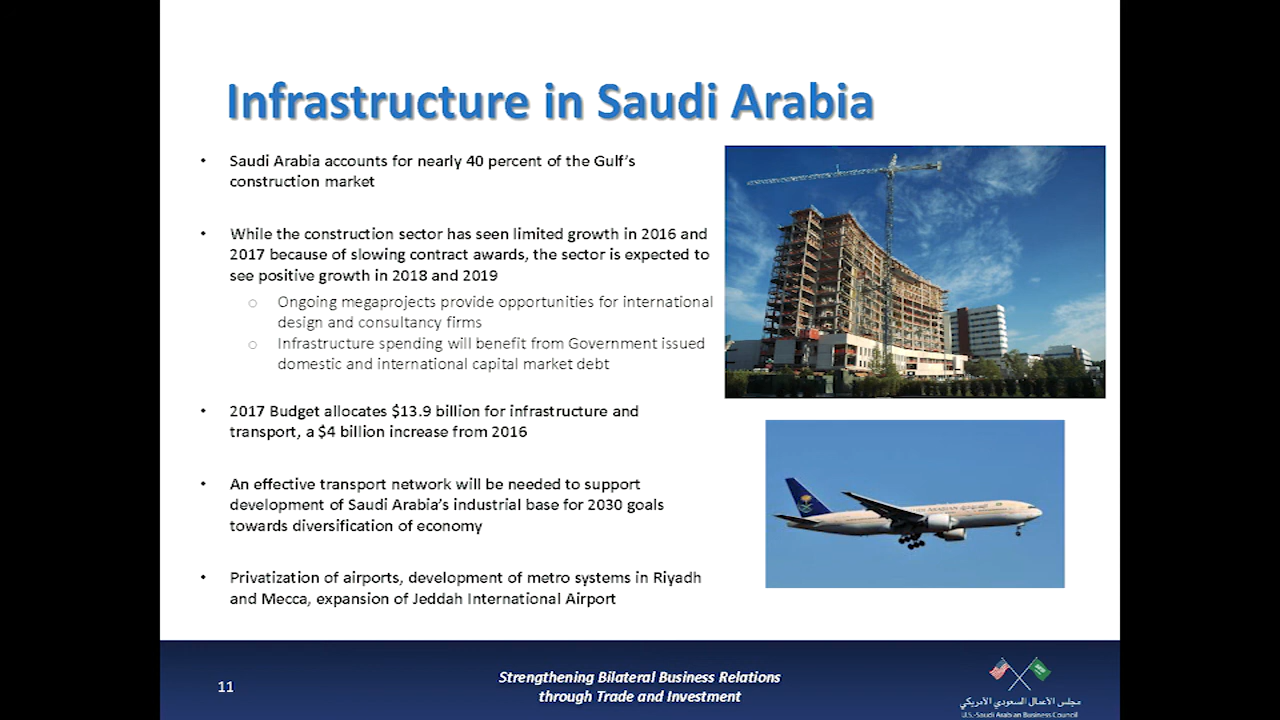 Infrastructure in Saudi Arabia
• Saudi Arabia accounts for nearly 40 percent of the Gulf's
construction market
• While the construction sector has seen limited growth in 2016 and
2017 because of slowing contract awards, the sector is expected to
see positive growth in 2018 and 2019
o Ongoing megaprojects provide opportunities for international
design and consultancy firms
o Infrastructure spending will benefit from Government issued
domestic and international capital market debt
• 2017 Budget allocates $13.9 billion for infrastructure and
transport, a $4 billion increase from 2016
• An effective transport network will be needed to support
development of Saudi Arabia's industrial base for 2030 goals
towards diversification of economy
• Privatization of airports, development of metro systems in Riyadh
and Mecca, expansion of Jeddah International Airport
11
Strengthening Bilateral Business Relations
through Trade and Investment
مجلس الأعمال السعودي الأمريكي
U.S.-Saudi Arabian Business Council